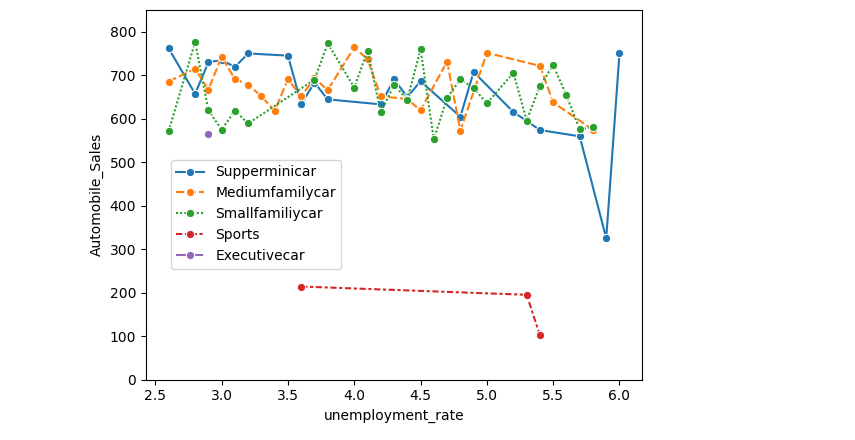 800
700
600
500
400
300
200
100
0
Automobile_Sales
Supperminicar
Mediumfamilycar
Smallfamiliycar
Sports
Executivecar
2.5 3.0 3.5 4.0 4.5 5.0 5.5 6.0
unemployment_rate